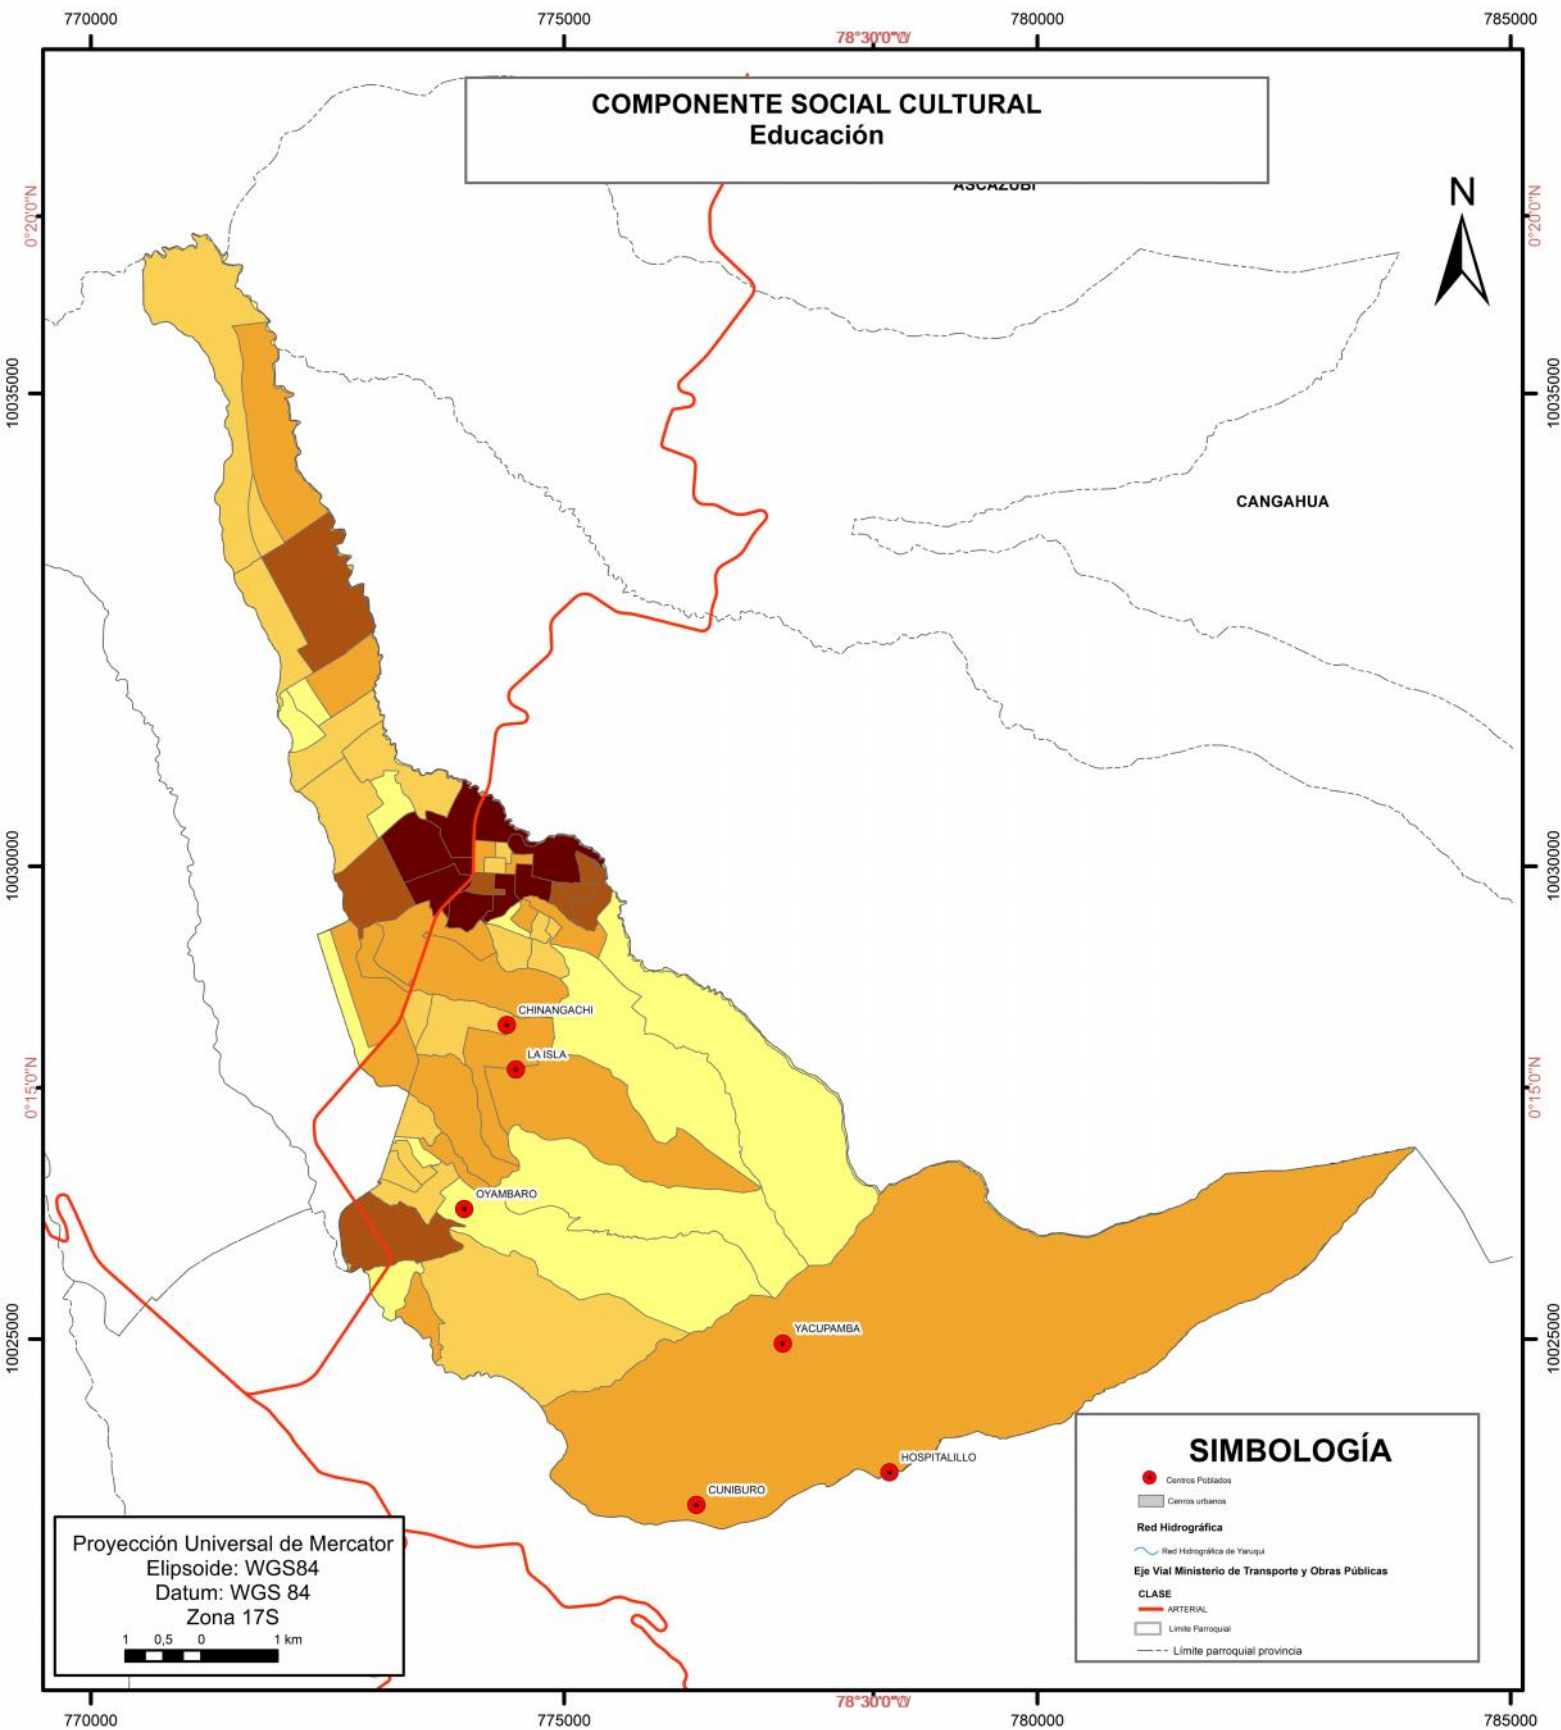 770000
775000
780000
785000
78°30'0"W
COMPONENTE SOCIAL CULTURAL
Educación
ASCAZUBI
N
0°20'0"N
0°20'0"N
10035000
10035000
CANGAHUA
10030000
10030000
CHINANGACHI
LA ISLA
0°15'0"N
0°15'0"N
OYAMBARO
YACUPAMBA
10025000
10025000
HOSPITALILLO
CUNIBURO
SIMBOLOGÍA
Centros Poblados
Cenros urbanos
Red Hidrográfica
Red Hidrográfica de Yaruqui
Eje Vial Ministerio de Transporte y Obras Públicas
CLASE
ARTERIAL
Limite Parroquial
Límite parroquial provincia
Proyección Universal de Mercator
Elipsoide: WGS84
Datum: WGS 84
Zona 17S
1 0,5 0 1 km
78°30'0"W
770000
775000
780000
785000